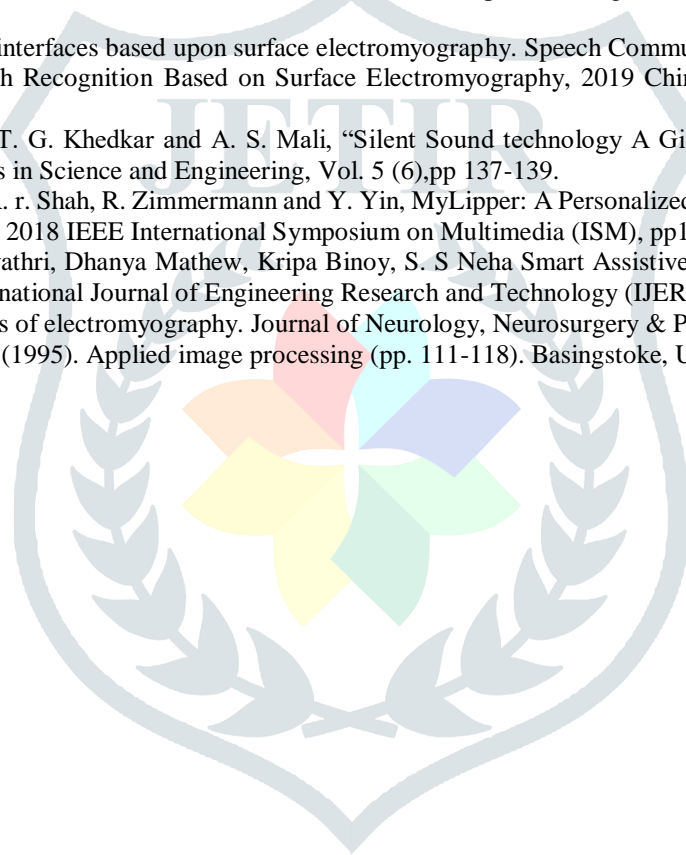 interfaces based upon surface electromyography. Speech Commu
h Recognition Based on Surface Electromyography, 2019 Chin
T. G. Khedkar and A. S. Mali, “Silent Sound technology A Gi
s in Science and Engineering, Vol. 5 (6),pp 137-139.
. r. Shah, R. Zimmermann and Y. Yin, MyLipper: A Personalized
2018 IEEE International Symposium on Multimedia (ISM), pp1
vathri, Dhanya Mathew, Kripa Binoy, S. S Neha Smart Assistive
rnational Journal of Engineering Research and Technology (IJER
s of electromyography. Journal of Neurology, Neurosurgery & P
(1995). Applied image processing (pp. 111-118). Basingstoke, U
JETIR